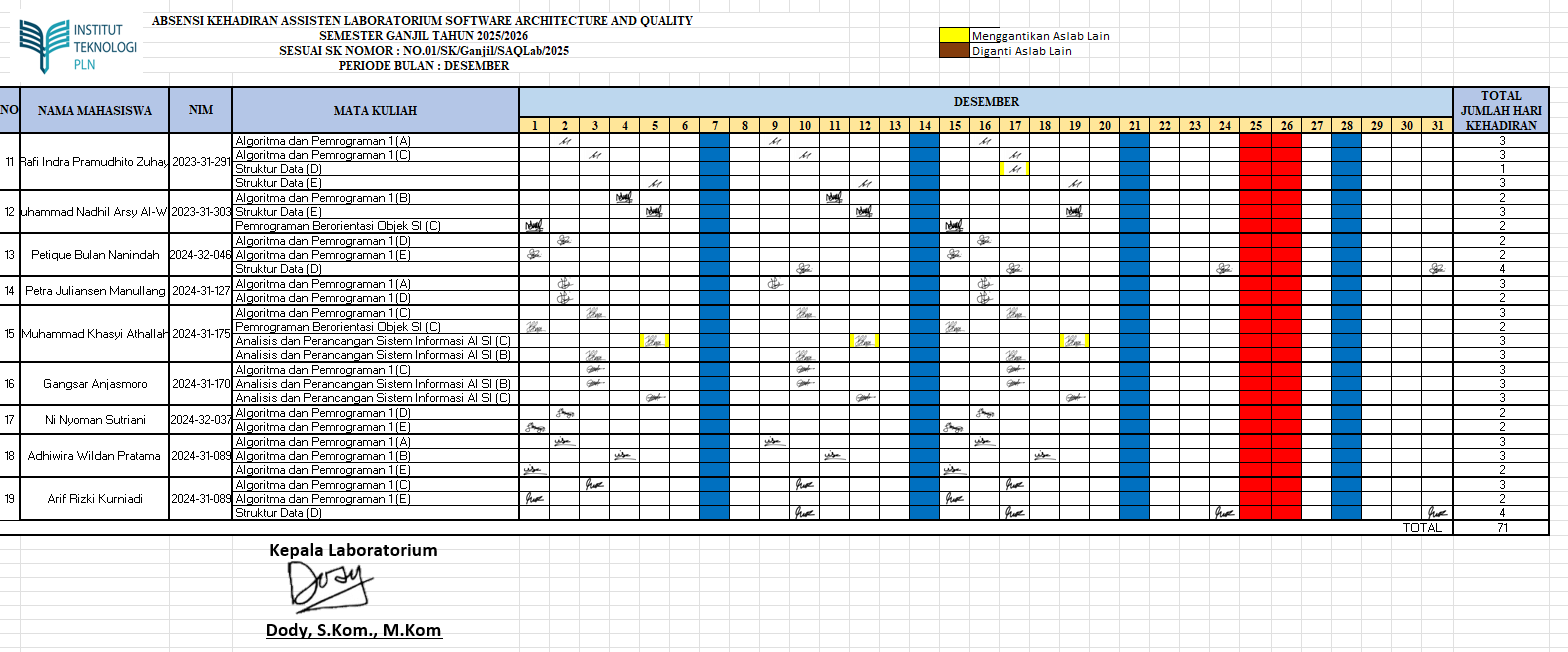 INSTITUT
TEKNOLOGI
PLN
ABSENSI KEHADIRAN ASSISTEN LABORATORIUM SOFTWARE ARCHITECTURE AND QUALITY
SEMESTER GANJIL TAHUN 2025/2026
SESUAI SK NOMOR : NO.01/SK/Ganjil/SAQLab/2025
PERIODE BULAN : DESEMBER
Menggantikan Aslab Lain
Diganti Aslab Lain
NO NAMA MAHASISWA NIM MATA KULIAH DESEMBER TOTAL JUMLAH HARI KEHADIRAN
1 2 3 4 5 6 7 8 9 10 11 12 13 14 15 16 17 18 19 20 21 22 23 24 25 26 27 28 29 30 31
11 Rafi Indra Pramudhito Zuhay 2023-31-291 Algoritma dan Pemrograman 1 (A) 3
Algoritma dan Pemrograman 1 (C) 3
Struktur Data (D) 1
Struktur Data (E) 3
12 uhammad Nadhil Arsy Al-W 2023-31-303 Algoritma dan Pemrograman 1 (B) 2
Struktur Data (E) 3
Pemrograman Berorientasi Objek SI (C) 2
13 Petique Bulan Nanindah 2024-32-046 Algoritma dan Pemrograman 1 (D) 2
Algoritma dan Pemrograman 1 (E) 2
Struktur Data (D) 4
14 Petra Juliansen Manullang 2024-31-127 Algoritma dan Pemrograman 1 (A) 3
Algoritma dan Pemrograman 1 (D) 2
15 Muhammad Khasyi Athallah 2024-31-175 Algoritma dan Pemrograman 1 (C) 3
Pemrograman Berorientasi Objek SI (C) 2
Analisis dan Perancangan Sistem Informasi AI SI (C) 3
Analisis dan Perancangan Sistem Informasi AI SI (B) 3
16 Gangsar Anjasmoro 2024-31-170 Algoritma dan Pemrograman 1 (C) 3
Analisis dan Perancangan Sistem Informasi AI SI (B) 3
Analisis dan Perancangan Sistem Informasi AI SI (C) 3
17 Ni Nyoman Sutriani 2024-32-037 Algoritma dan Pemrograman 1 (D) 2
Algoritma dan Pemrograman 1 (E) 2
18 Adhiwira Wildan Pratama 2024-31-089 Algoritma dan Pemrograman 1 (A) 3
Algoritma dan Pemrograman 1 (B) 3
Algoritma dan Pemrograman 1 (E) 2
19 Arif Rizki Kurniadi 2024-31-089 Algoritma dan Pemrograman 1 (C) 3
Algoritma dan Pemrograman 1 (E) 2
Struktur Data (D) 4
TOTAL 71
Kepala Laboratorium
Dody
Dody, S.Kom., M.Kom